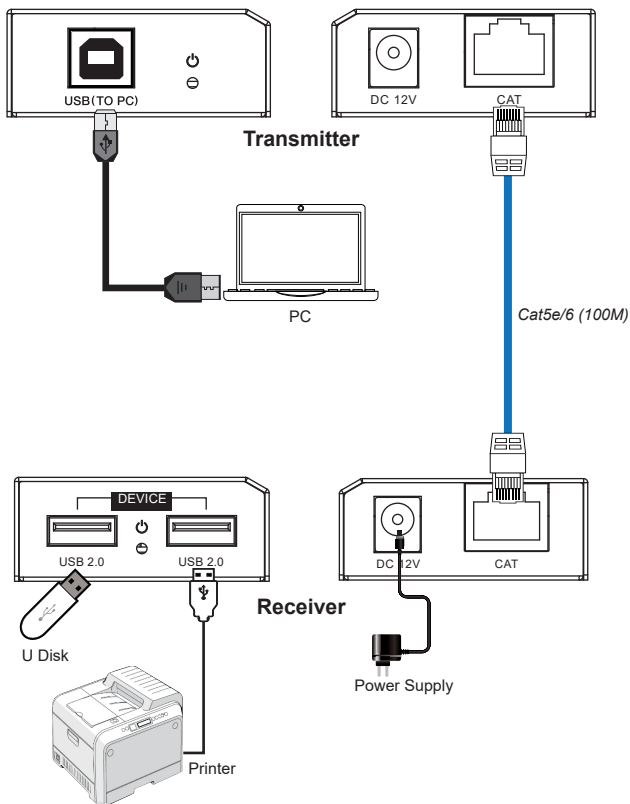 USB(TO PC)
DC 12V
CAT
Transmitter
PC
Cat5e/6 (100M)
DEVICE
USB 2.0
USB 2.0
DC 12V
CAT
Receiver
U Disk
Power Supply
Printer